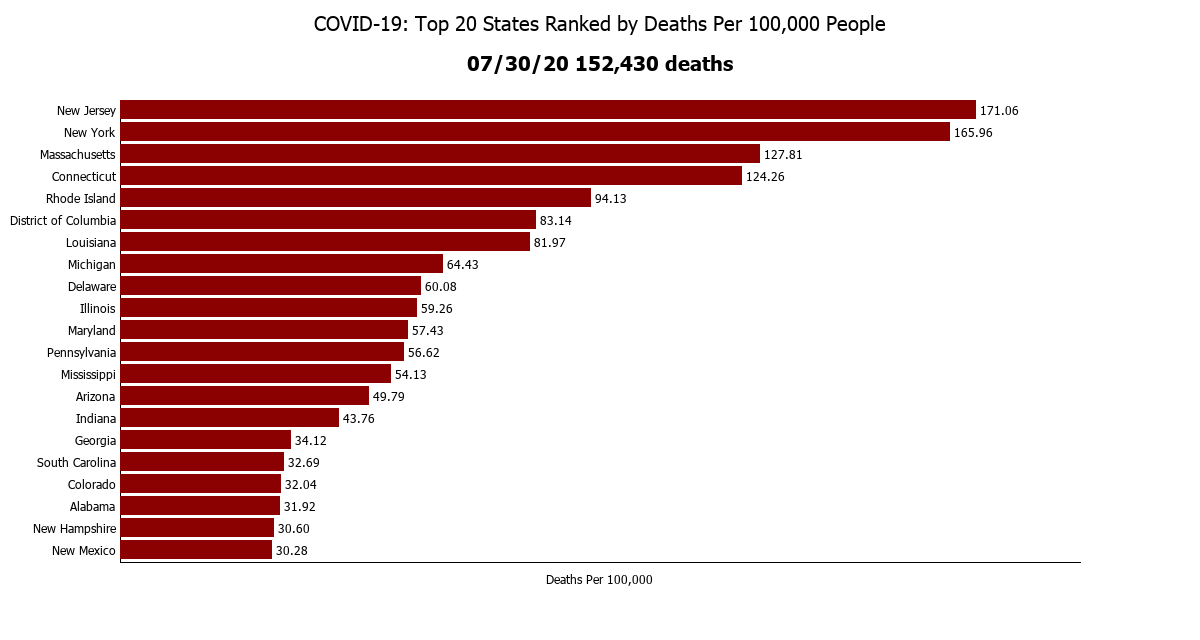 COVID-19: Top 20 States Ranked by Deaths Per 100,000 People
07/30/20 152,430 deaths
New Jersey 171.06
New York 165.96
Massachusetts 127.81
Connecticut 124.26
Rhode Island 94.13
District of Columbia 83.14
Louisiana 81.97
Michigan 64.43
Delaware 60.08
Illinois 59.26
Maryland 57.43
Pennsylvania 56.62
Mississippi 54.13
Arizona 49.79
Indiana 43.76
Georgia 34.12
South Carolina 32.69
Colorado 32.04
Alabama 31.92
New Hampshire 30.60
New Mexico 30.28
Deaths Per 100,000